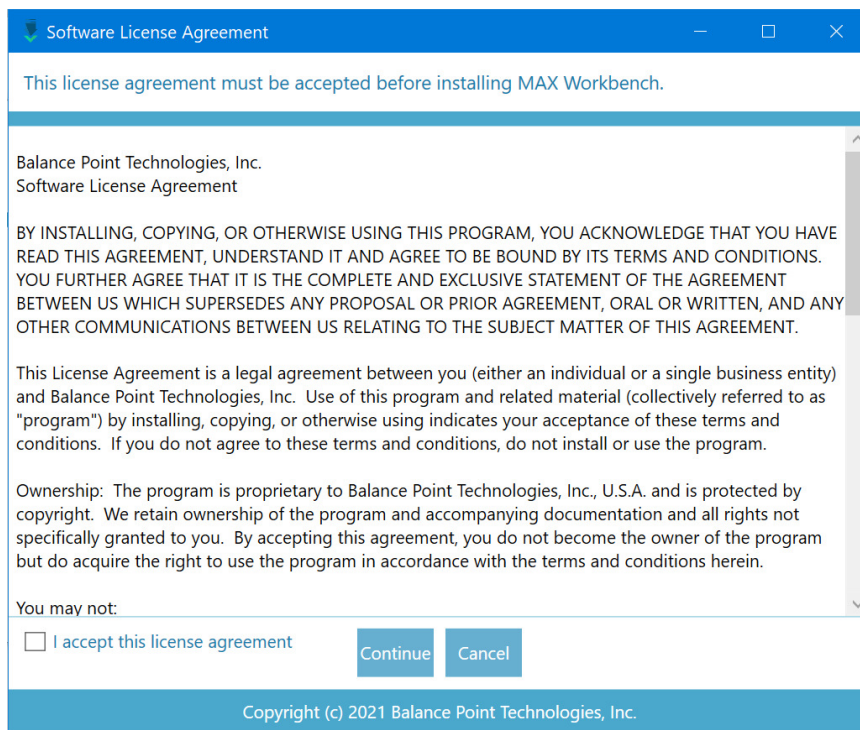 Software License Agreement
This license agreement must be accepted before installing MAX Workbench.
Balance Point Technologies, Inc.
Software License Agreement
BY INSTALLING, COPYING, OR OTHERWISE USING THIS PROGRAM, YOU ACKNOWLEDGE THAT YOU HAVE
READ THIS AGREEMENT, UNDERSTAND IT AND AGREE TO BE BOUND BY ITS TERMS AND CONDITIONS.
YOU FURTHER AGREE THAT IT IS THE COMPLETE AND EXCLUSIVE STATEMENT OF THE AGREEMENT
BETWEEN US WHICH SUPERSEDES ANY PROPOSAL OR PRIOR AGREEMENT, ORAL OR WRITTEN, AND ANY
OTHER COMMUNICATIONS BETWEEN US RELATING TO THE SUBJECT MATTER OF THIS AGREEMENT.
This License Agreement is a legal agreement between you (either an individual or a single business entity)
and Balance Point Technologies, Inc.  Use of this program and related material (collectively referred to as
"program") by installing, copying, or otherwise using indicates your acceptance of these terms and
conditions.  If you do not agree to these terms and conditions, do not install or use the program.
Ownership:  The program is proprietary to Balance Point Technologies, Inc., U.S.A. and is protected by
copyright.  We retain ownership of the program and accompanying documentation and all rights not
specifically granted to you.  By accepting this agreement, you do not become the owner of the program
but do acquire the right to use the program in accordance with the terms and conditions herein.
You may not:
I accept this license agreement
Continue
Cancel
Copyright (c) 2021 Balance Point Technologies, Inc.